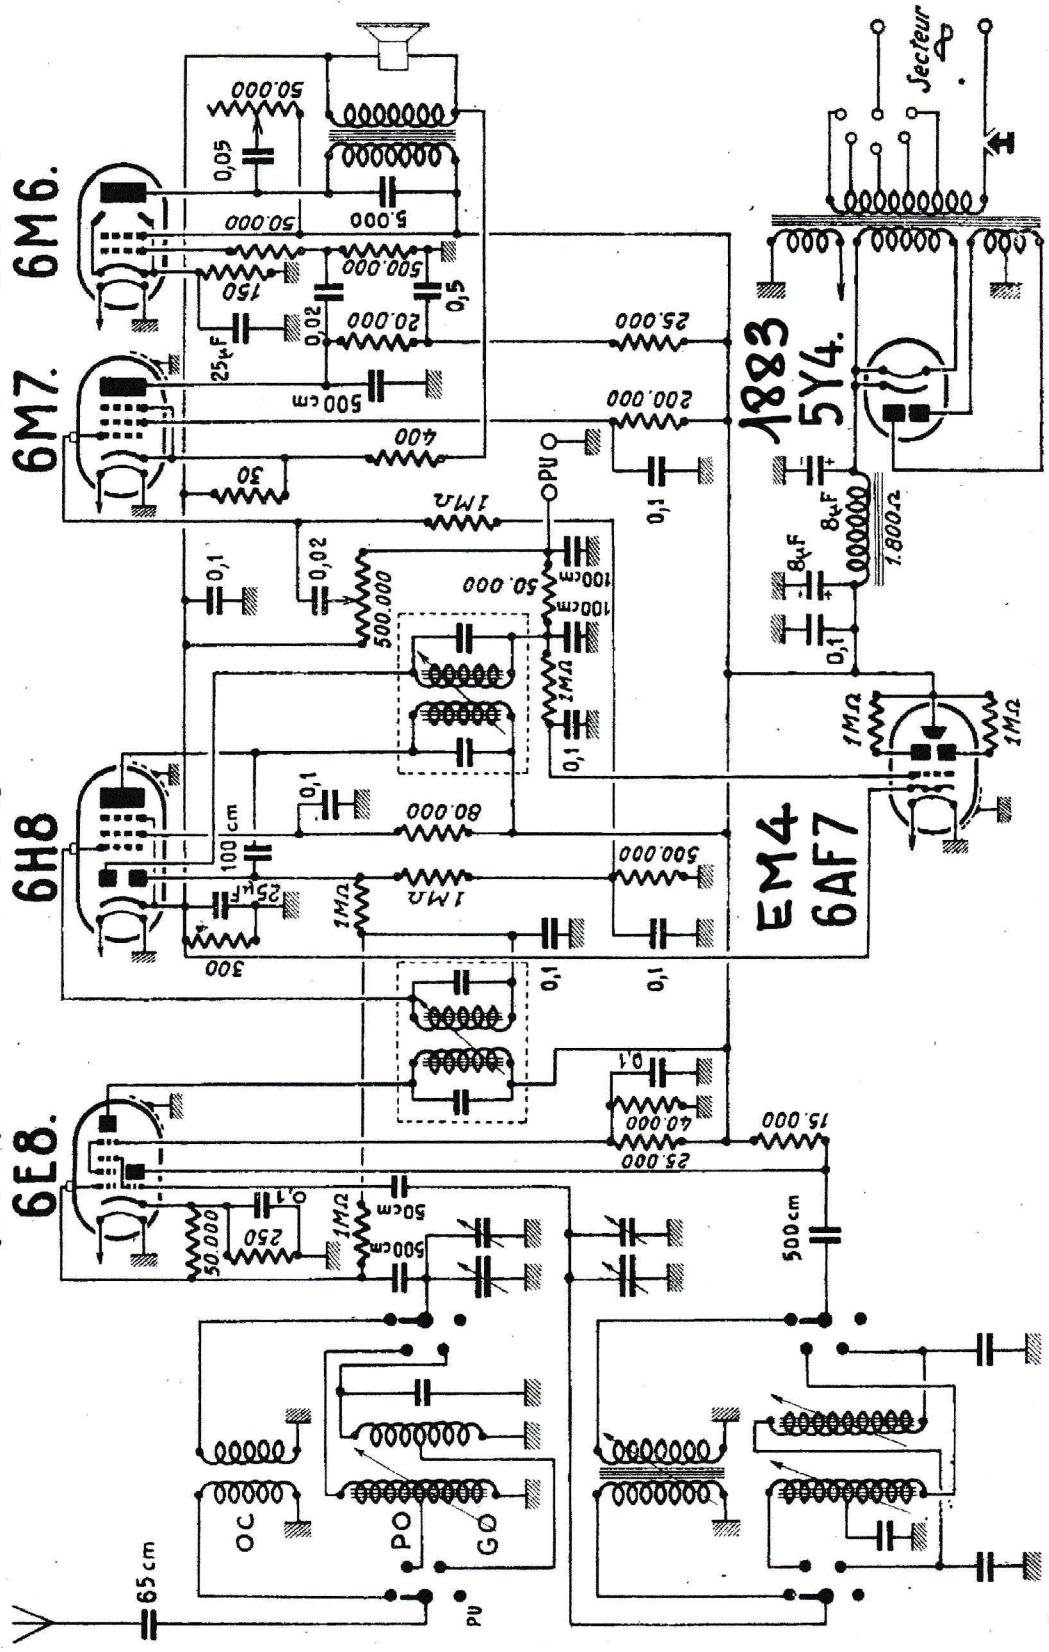 6E8.
6H8
6M7.
6M6.
65 cm
OC
PO
GO
PU
50.000
250
0,1
1MΩ
500cm
50cm
25.000
40.000
0,1
15.000
500cm
300
25µF
100 cm
0,1
1MΩ
1MΩ
80.000
0,1
0,1
500.000
0,1
0,02
500.000
1MΩ
0,1
50.000
100cm
100cm
1MΩ
PU
30
400
0,1
200.000
25.000
500cm
25µF
150
0,02
20.000
0,5
500.000
50.000
5.000
0,05
50.000
EM4
6AF7
1MΩ
1MΩ
0,1
8µF
8µF
1.800Ω
1883
5Y4.
Secteur